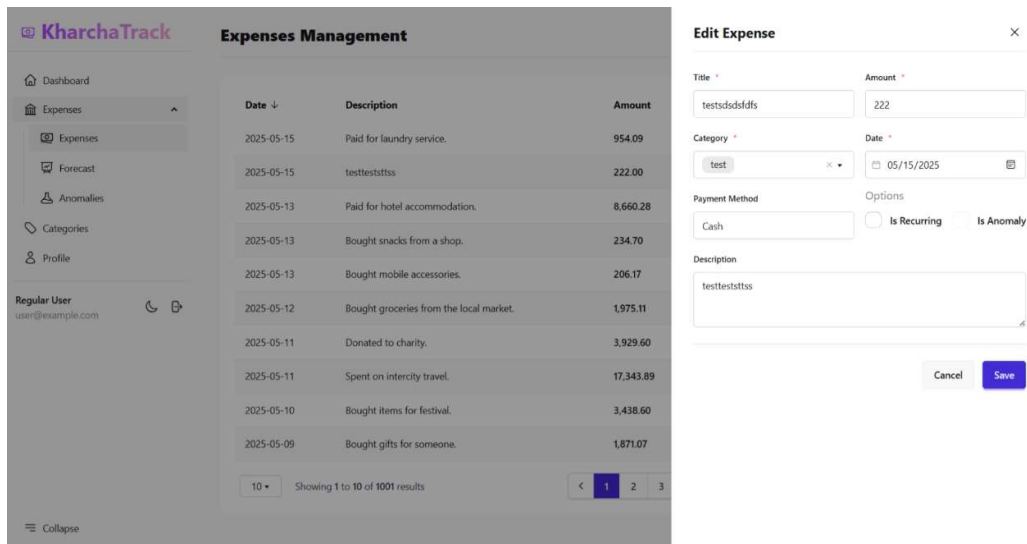 KharchaTrack
Dashboard
Expenses
Expenses
Forecast
Anomalies
Categories
Profile
Regular User
user@example.com
Collapse
Expenses Management
Date ↓ Description Amount
2025-05-15 Paid for laundry service. 954.09
2025-05-15 testteststtss 222.00
2025-05-13 Paid for hotel accommodation. 8,660.28
2025-05-13 Bought snacks from a shop. 234.70
2025-05-13 Bought mobile accessories. 206.17
2025-05-12 Bought groceries from the local market. 1,975.11
2025-05-11 Donated to charity. 3,929.60
2025-05-11 Spent on intercity travel. 17,343.89
2025-05-10 Bought items for festival. 3,438.60
2025-05-09 Bought gifts for someone. 1,871.07
10 Showing 1 to 10 of 1001 results < 1 2 3
Edit Expense
Title * Amount *
testsdsdsfdfs 222
Category * Date *
test 05/15/2025
Payment Method Options
Cash Is Recurring Is Anomaly
Description
testteststtss
Cancel Save